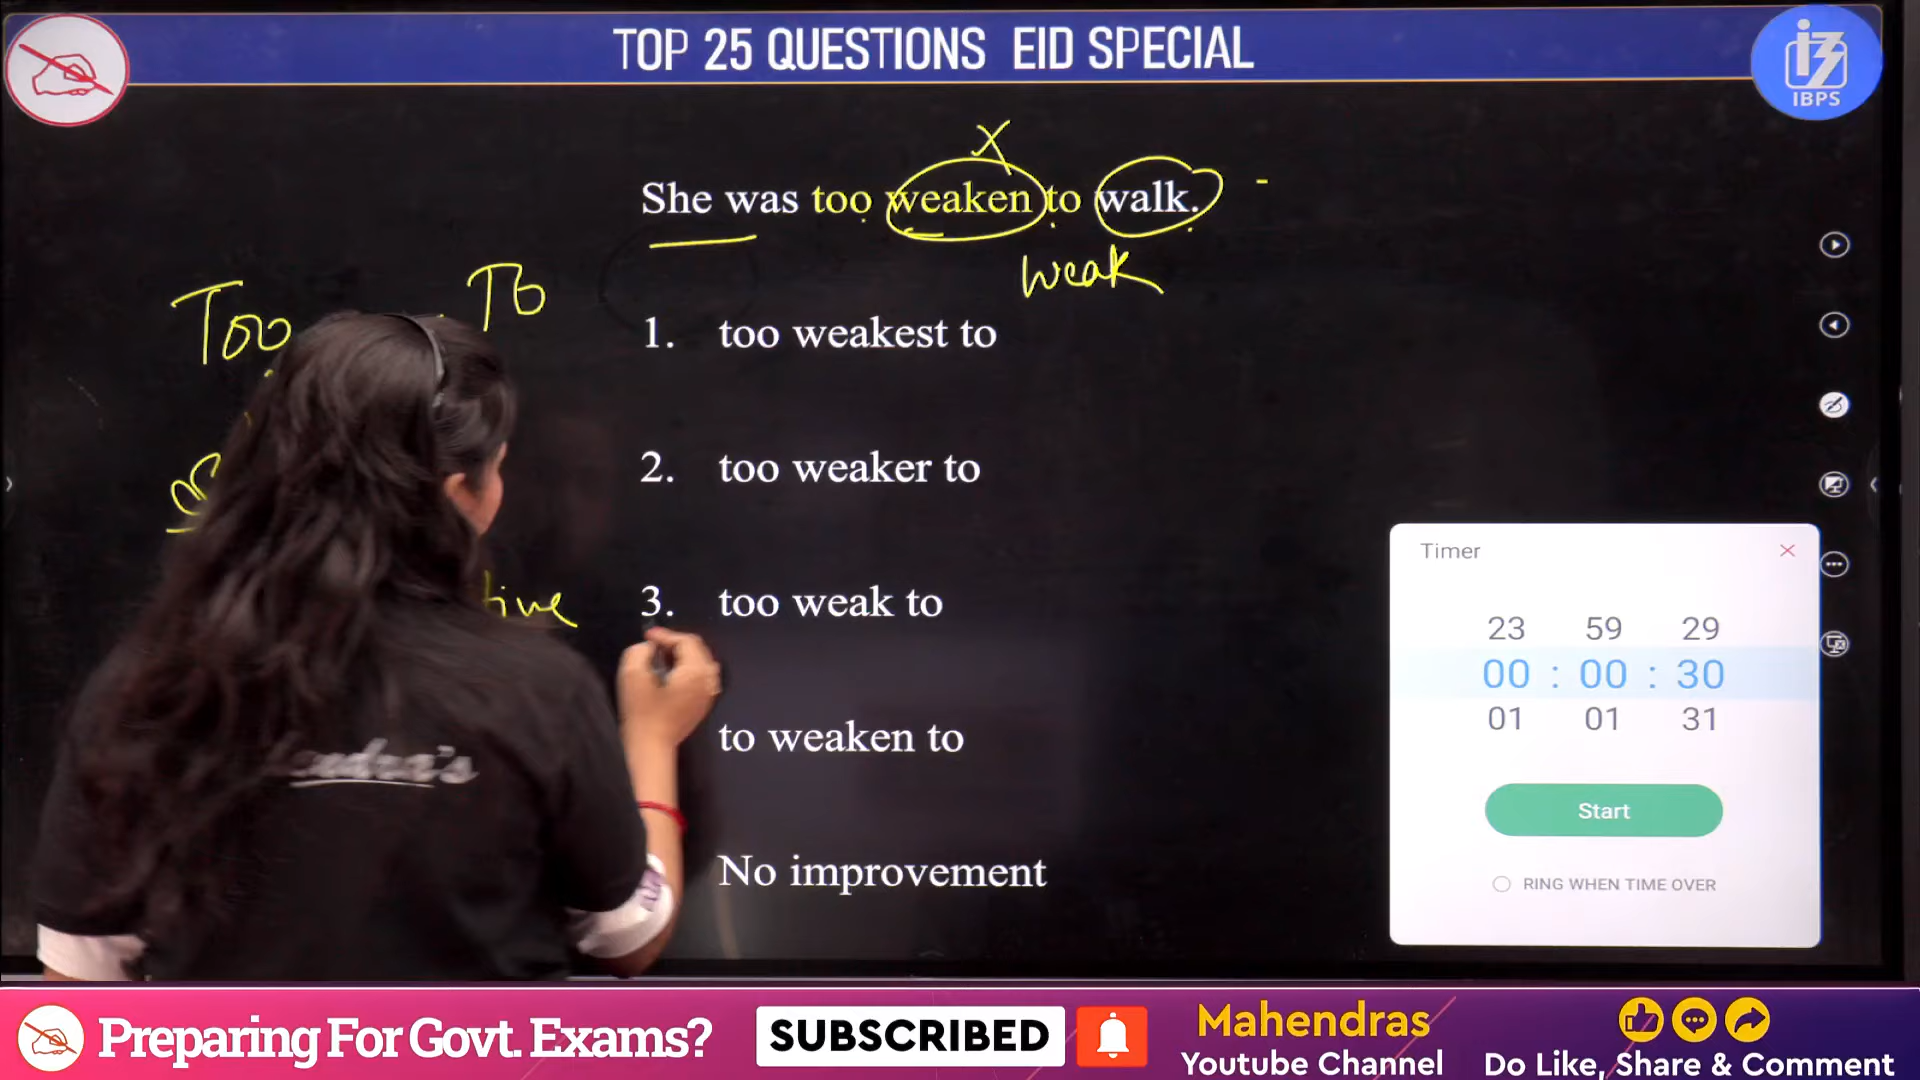 TOP 25 QUESTIONS EID SPECIAL
IBPS
X
She was too weaken to walk.
weak
Too To
1. too weakest to
2. too weaker to
3. too weak to
to weaken to
No improvement
Timer
23 59 29
00 : 00 : 30
01 01 31
Start
RING WHEN TIME OVER
Preparing For Govt. Exams?
SUBSCRIBED
Mahendras
Youtube Channel
Do Like, Share & Comment